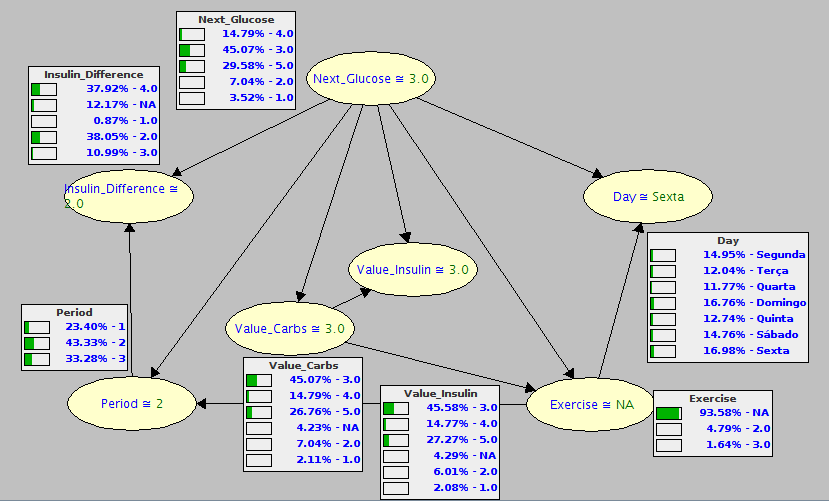 Next_Glucose
14.79% - 4.0
45.07% - 3.0
29.58% - 5.0
7.04% - 2.0
3.52% - 1.0
Insulin_Difference
37.92% - 4.0
12.17% - NA
0.87% - 1.0
38.05% - 2.0
10.99% - 3.0
Next_Glucose ≅ 3.0
Insulin_Difference ≅
2.0
Day ≅ Sexta
Day
14.95% - Segunda
12.04% - Terça
11.77% - Quarta
16.76% - Domingo
12.74% - Quinta
14.76% - Sábado
16.98% - Sexta
Value_Insulin ≅ 3.0
Value_Carbs ≅ 3.0
Period
23.40% - 1
43.33% - 2
33.28% - 3
Value_Carbs
45.07% - 3.0
14.79% - 4.0
26.76% - 5.0
4.23% - NA
7.04% - 2.0
2.11% - 1.0
Value_Insulin
45.58% - 3.0
14.77% - 4.0
27.27% - 5.0
4.29% - NA
6.01% - 2.0
2.08% - 1.0
Period ≅ 2
Exercise ≅ NA
Exercise
93.58% - NA
4.79% - 2.0
1.64% - 3.0